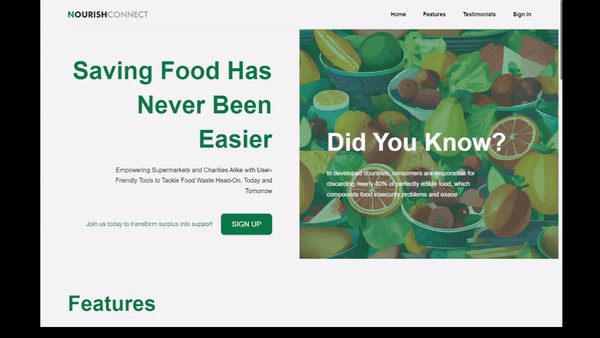 NOURISHCONNECT
Home Features Testimonials Sign In
Saving Food Has
Never Been
Easier
Empowering Supermarkets and Charities Alike with User-
Friendly Tools to Tackle Food Waste Head-On, Today and
Tomorrow
Join us today to transform surplus into support
SIGN UP
Did You Know?
In developed countries, consumers are responsible for
discarding nearly 40% of perfectly edible food, which
compounds food insecurity problems and exace
Features